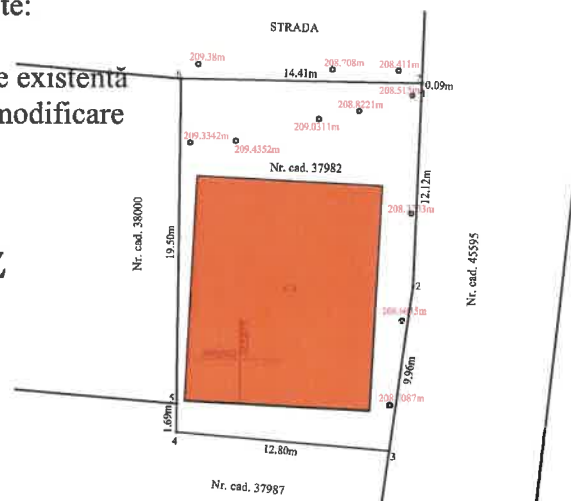 te:
STRADA
209.38m
208.708m
208.411m
e existentă
14.41m
0.09m
modificare
208.8221m
209.0311m
209.3342m
209.4352m
Nr. cad. 37982
12.12m
Nr. cad. 38000
19.50m
Nr. cad. 45595
Z
2
9.96m
5
1.69m
4
12.80m
3
Nr. cad. 37987